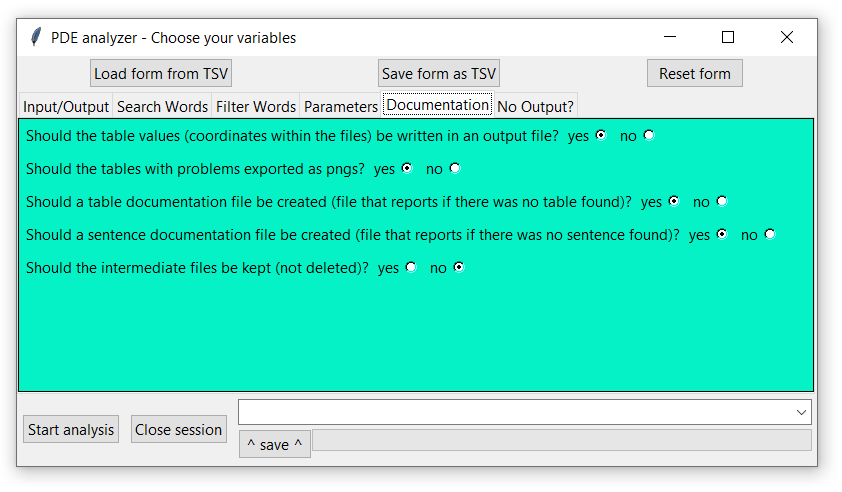 PDE analyzer - Choose your variables
Load form from TSV Save form as TSV Reset form
Input/Output Search Words Filter Words Parameters Documentation No Output?
Should the table values (coordinates within the files) be written in an output file? yes no
Should the tables with problems exported as pngs? yes no
Should a table documentation file be created (file that reports if there was no table found)? yes no
Should a sentence documentation file be created (file that reports if there was no sentence found)? yes no
Should the intermediate files be kept (not deleted)? yes no
Start analysis Close session
^ save ^